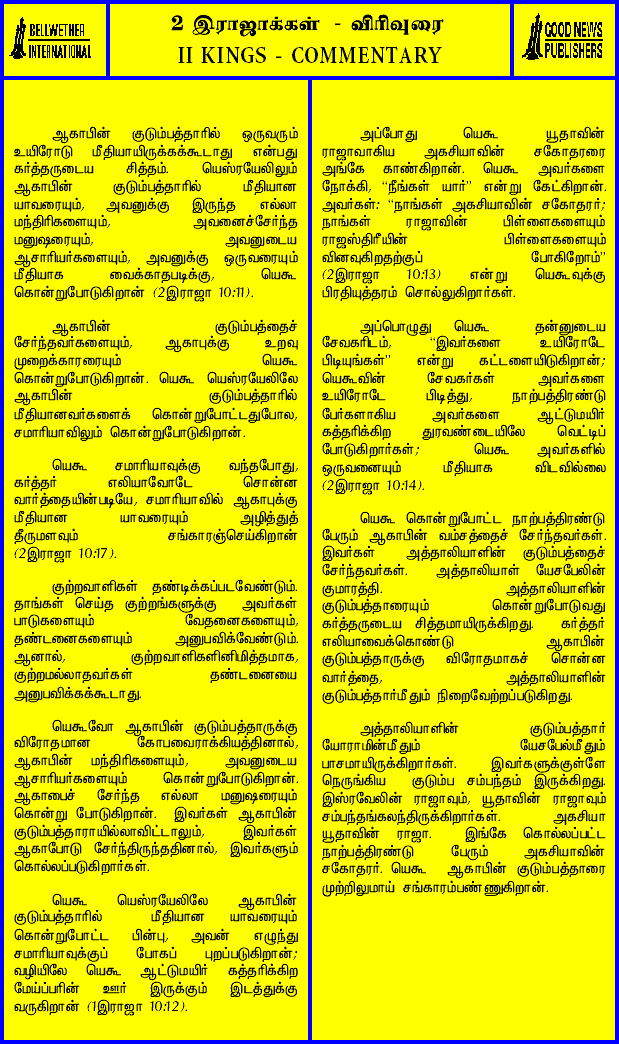 BELLWETHER
INTERNATIONAL
2 இராஜாக்கள் - விரிவுரை
II KINGS - COMMENTARY
GOOD NEWS
PUBLISHERS
ஆகாபின் குடும்பத்தாரில் ஒருவரும்
உயிரோடு மீதியாயிருக்கக்கூடாது என்பது
கர்த்தருடைய சித்தம். யெஸ்ரயேலிலும்
ஆகாபின் குடும்பத்தாரில் மீதியான
யாவரையும், அவனுக்கு இருந்த எல்லா
மந்திரிகளையும், அவனைச்சேர்ந்த
மனுஷரையும், அவனுடைய
ஆசாரியர்களையும், அவனுக்கு ஒருவரையும்
மீதியாக வைக்காதபடிக்கு, யெகூ
கொன்றுபோடுகிறான் (2இராஜா 10:11).
ஆகாபின் குடும்பத்தைச்
சேர்ந்தவர்களையும், ஆகாபுக்கு உறவு
முறைக்காரரையும் யெகூ
கொன்றுபோடுகிறான். யெகூ யெஸ்ரயேலிலே
ஆகாபின் குடும்பத்தாரில்
மீதியானவர்களைக் கொன்றுபோட்டதுபோல,
சமாரியாவிலும் கொன்றுபோடுகிறான்.
யெகூ சமாரியாவுக்கு வந்தபோது,
கர்த்தர் எலியாவோடே சொன்ன
வார்த்தையின்படியே, சமாரியாவில் ஆகாபுக்கு
மீதியான யாவரையும் அழித்துத்
தீருமளவும் சங்காரஞ்செய்கிறான்
(2இராஜா 10:17).
குற்றவாளிகள் தண்டிக்கப்படவேண்டும்.
தாங்கள் செய்த குற்றங்களுக்கு அவர்கள்
பாடுகளையும் வேதனைகளையும்,
தண்டனைகளையும் அனுபவிக்வேண்டும்.
ஆனால், குற்றவாளிகளினிமித்தமாக,
குற்றமல்லாதவர்கள் தண்டனையை
அனுபவிக்கக்கூடாது.
யெகூவோ ஆகாபின் குடும்பத்தாருக்கு
விரோதமான கோபவைராக்கியத்தினால்,
ஆகாபின் மந்திரிகளையும், அவனுடைய
ஆசாரியர்களையும் கொன்றுபோடுகிறான்.
ஆகாபைச் சேர்ந்த எல்லா மனுஷரையும்
கொன்று போடுகிறான். இவர்கள் ஆகாபின்
குடும்பத்தாராயில்லாவிட்டாலும், இவர்கள்
ஆகாபோடு சேர்ந்திருந்ததினால், இவர்களும்
கொல்லப்படுகிறார்கள்.
யெகூ யெஸ்ரயேலிலே ஆகாபின்
குடும்பத்தாரில் மீதியான யாவரையும்
கொன்றுபோட்ட பின்பு, அவன் எழுந்து
சமாரியாவுக்குப் போகப் புறப்படுகிறான்;
வழியிலே யெகூ ஆட்டுமயிர் கத்தரிக்கிற
மேய்ப்பரின் ஊர் இருக்கும் இடத்துக்கு
வருகிறான் (1இராஜா 10:12).
அப்போது யெகூ யூதாவின்
ராஜாவாகிய அகசியாவின் சகோதரரை
அங்கே காண்கிறான். யெகூ அவர்களை
நோக்கி, “நீங்கள் யார்” என்று கேட்கிறான்.
அவர்கள்: “நாங்கள் அகசியாவின் சகோதரர்;
நாங்கள் ராஜாவின் பிள்ளைகளையும்
ராஜஸ்திரீயின் பிள்ளைகளையும்
வினவுகிறதற்குப் போகிறோம்”
(2இராஜா 10:13) என்று யெகூவுக்கு
பிரதியுத்தரம் சொல்லுகிறார்கள்.
அப்பொழுது யெகூ தன்னுடைய
சேவகரிடம், “இவர்களை உயிரோடே
பிடியுங்கள்” என்று கட்டளையிடுகிறான்;
யெகூவின் சேவகர்கள் அவர்களை
உயிரோடே பிடித்து, நாற்பத்திரண்டு
பேர்களாகிய அவர்களை ஆட்டுமயிர்
கத்தரிக்கிற துரவண்டையிலே வெட்டிப்
போடுகிறார்கள்; யெகூ அவர்களில்
ஒருவனையும் மீதியாக விடவில்லை
(2இராஜா 10:14).
யெகூ கொன்றுபோட்ட நாற்பத்திரண்டு
பேரும் ஆகாபின் வம்சத்தைச் சேர்ந்தவர்கள்.
இவர்கள் அத்தாலியாளின் குடும்பத்தைச்
சேர்ந்தவர்கள். அத்தாலியாள் யேசபேலின்
குமாரத்தி. அத்தாலியாளின்
குடும்பத்தாரையும் கொன்றுபோடுவது
கர்த்தருடைய சித்தமாயிருக்கிறது. கர்த்தர்
எலியாவைக்கொண்டு ஆகாபின்
குடும்பத்தாருக்கு விரோதமாகச் சொன்ன
வார்த்தை, அத்தாலியாளின்
குடும்பத்தார்மீதும் நிறைவேற்றப்படுகிறது.
அத்தாலியாளின் குடும்பத்தார்
யோராமின்மீதும் யேசபேல்மீதும்
பாசமாயிருக்கிறார்கள். இவர்களுக்குள்ளே
நெருங்கிய குடும்ப சம்பந்தம் இருக்கிறது.
இஸ்ரவேலின் ராஜாவும், யூதாவின் ராஜாவும்
சம்பந்தங்கலந்திருக்கிறார்கள். அகசியா
யூதாவின் ராஜா. இங்கே கொல்லப்பட்ட
நாற்பத்திரண்டு பேரும் அகசியாவின்
சகோதரர். யெகூ ஆகாபின் குடும்பத்தாரை
முற்றிலுமாய் சங்காரம்பண்ணுகிறான்.